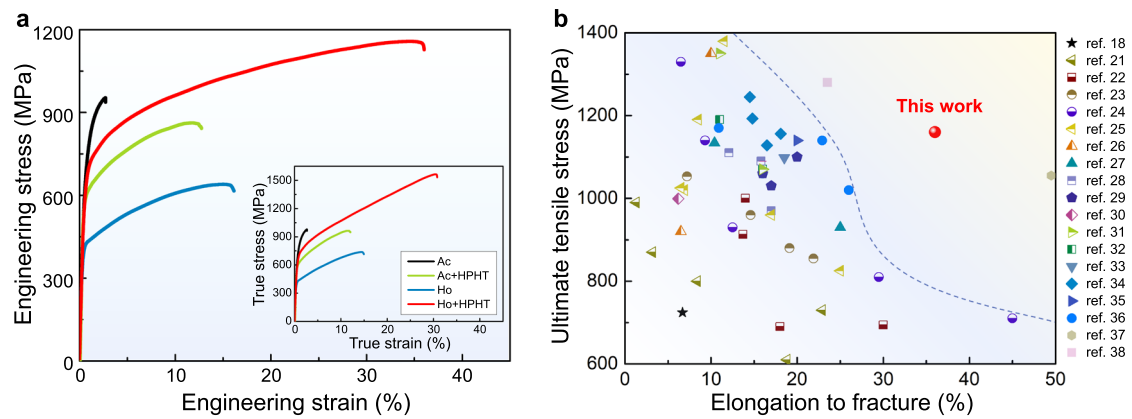 a
Engineering stress (MPa)
1200
900
600
300
0
0
10
20
30
40
Engineering strain (%)
True stress (MPa)
1500
1200
900
600
300
0
0
10
20
30
40
True strain (%)
Ac
Ac+HPHT
Ho
Ho+HPHT
b
Ultimate tensile stress (MPa)
1400
1200
1000
800
600
0
10
20
30
40
50
Elongation to fracture (%)
This work
ref. 18
ref. 21
ref. 22
ref. 23
ref. 24
ref. 25
ref. 26
ref. 27
ref. 28
ref. 29
ref. 30
ref. 31
ref. 32
ref. 33
ref. 34
ref. 35
ref. 36
ref. 37
ref. 38